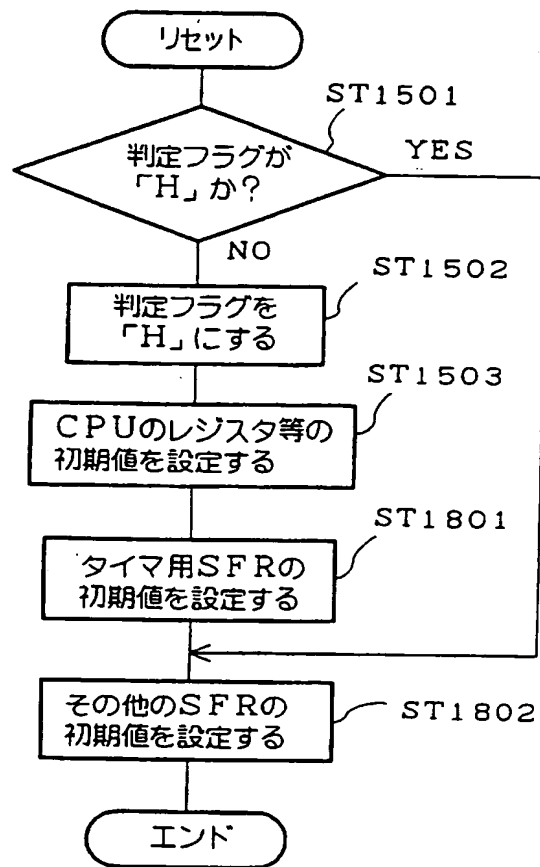 リセット
ST1501
判定フラグが
「H」か?
YES
NO
ST1502
判定フラグを
「H」にする
ST1503
CPUのレジスタ等の
初期値を設定する
ST1801
タイマ用SFRの
初期値を設定する
その他のSFRの
初期値を設定する
ST1802
エンド